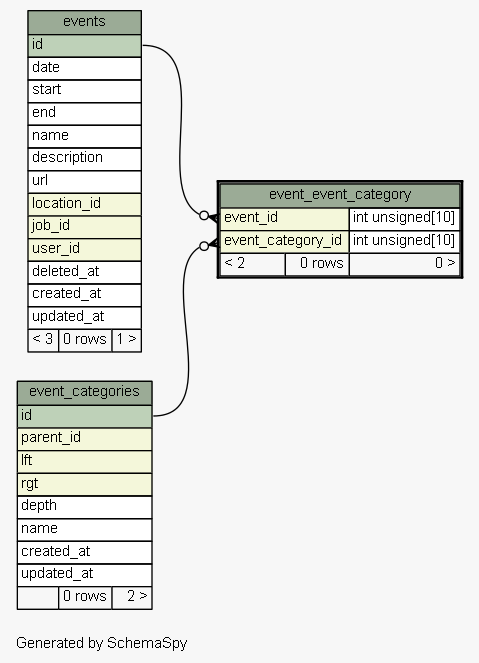 events
id
date
start
end
name
description
url
location_id
job_id
user_id
deleted_at
created_at
updated_at
< 3 0 rows 1 >
event_event_category
event_id int unsigned[10]
event_category_id int unsigned[10]
< 2 0 rows 0 >
event_categories
id
parent_id
lft
rgt
depth
name
created_at
updated_at
0 rows 2 >
Generated by SchemaSpy